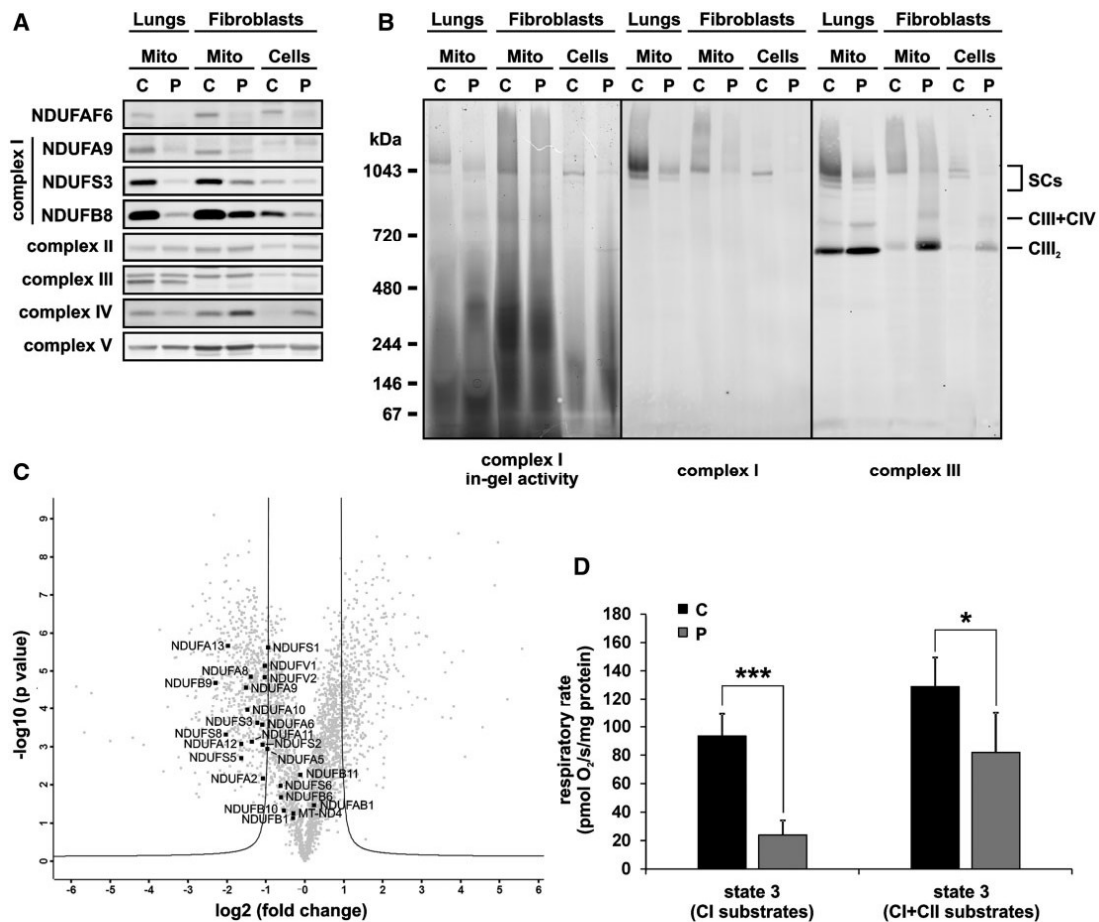 A
Lungs Fibroblasts
Mito Mito Cells
C P C P C P
NDUFAF6
complex I
NDUFA9
NDUFS3
NDUFB8
complex II
complex III
complex IV
complex V
B
Lungs Fibroblasts Lungs Fibroblasts Lungs Fibroblasts
Mito Mito Cells Mito Mito Cells Mito Mito Cells
C P C P C P C P C P C P C P C P C P
kDa
1043
720
480
244
146
67
SCs
CIII+CIV
CIII₂
complex I
in-gel activity
complex I
complex III
C
-log10 (p value)
9
8
7
6
5
4
3
2
1
0
NDUFA13
NDUFS1
NDUFV1
NDUFA8
NDUFV2
NDUFB9
NDUFA9
NDUFA10
NDUFS3
NDUFA6
NDUFS8
NDUFA11
NDUFA12
NDUFS2
NDUFS5
NDUFA5
NDUFA2
NDUFB11
NDUFS6
NDUFB6
NDUFB10
NDUFAB1
NDUFB1
MT-ND4
-6 -5 -4 -3 -2 -1 0 1 2 3 4 5 6
log2 (fold change)
D
C
P
respiratory rate
(pmol O₂/s/mg protein)
180
160
140
120
100
80
60
40
20
0
***
*
state 3
(CI substrates)
state 3
(CI+CII substrates)